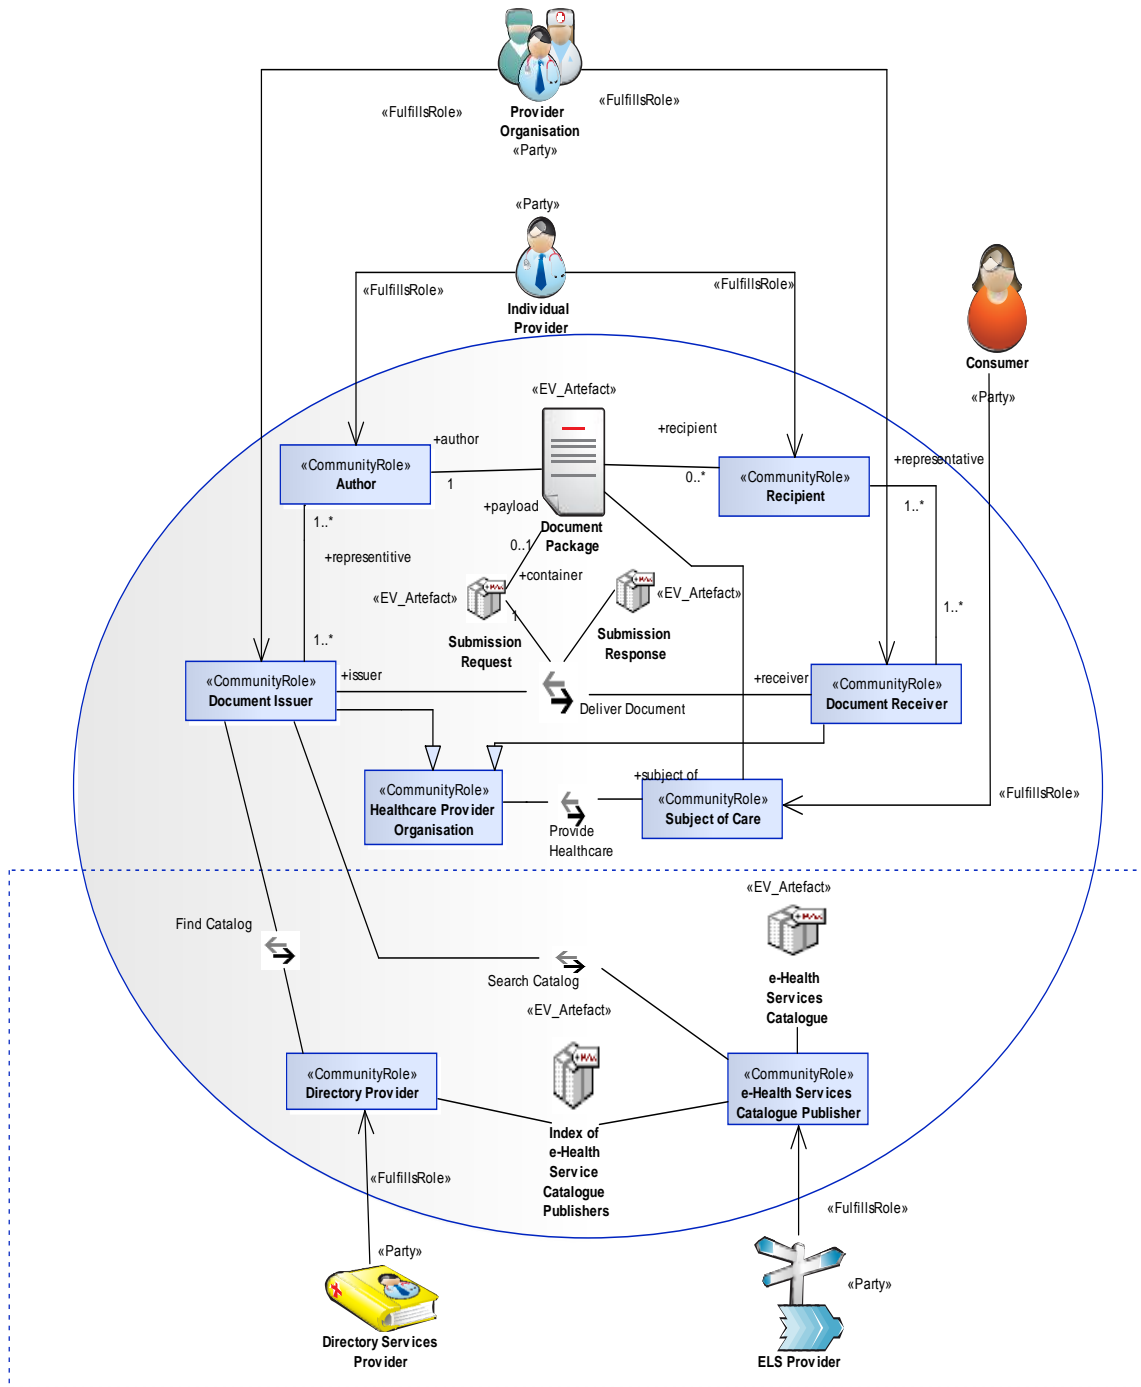 «FulfillsRole»
«FulfillsRole»
Provider
Organisation
«Party»
«Party»
«FulfillsRole»
«FulfillsRole»
Individual
Provider
Consumer
«Party»
«EV_Artefact»
+author
+recipient
«CommunityRole»
Author
1
«CommunityRole»
Recipient
0..*
+representative
1..*
+payload
Document
Package
1..*
0..1
+representitive
+container
«EV_Artefact»
1
«EV_Artefact»
Submission
Request
Submission
Response
1..*
1..*
«CommunityRole»
Document Issuer
+issuer
+receiver
«CommunityRole»
Document Receiver
Deliver Document
+subject of
«CommunityRole»
Healthcare Provider
Organisation
«CommunityRole»
Subject of Care
«FulfillsRole»
Provide
Healthcare
«EV_Artefact»
Find Catalog
Search Catalog
e-Health
Services
Catalogue
«EV_Artefact»
«CommunityRole»
Directory Provider
«CommunityRole»
e-Health Services
Catalogue Publisher
Index of
e-Health
Service
Catalogue
Publishers
«FulfillsRole»
«FulfillsRole»
«Party»
«Party»
Directory Services
Provider
ELS Provider